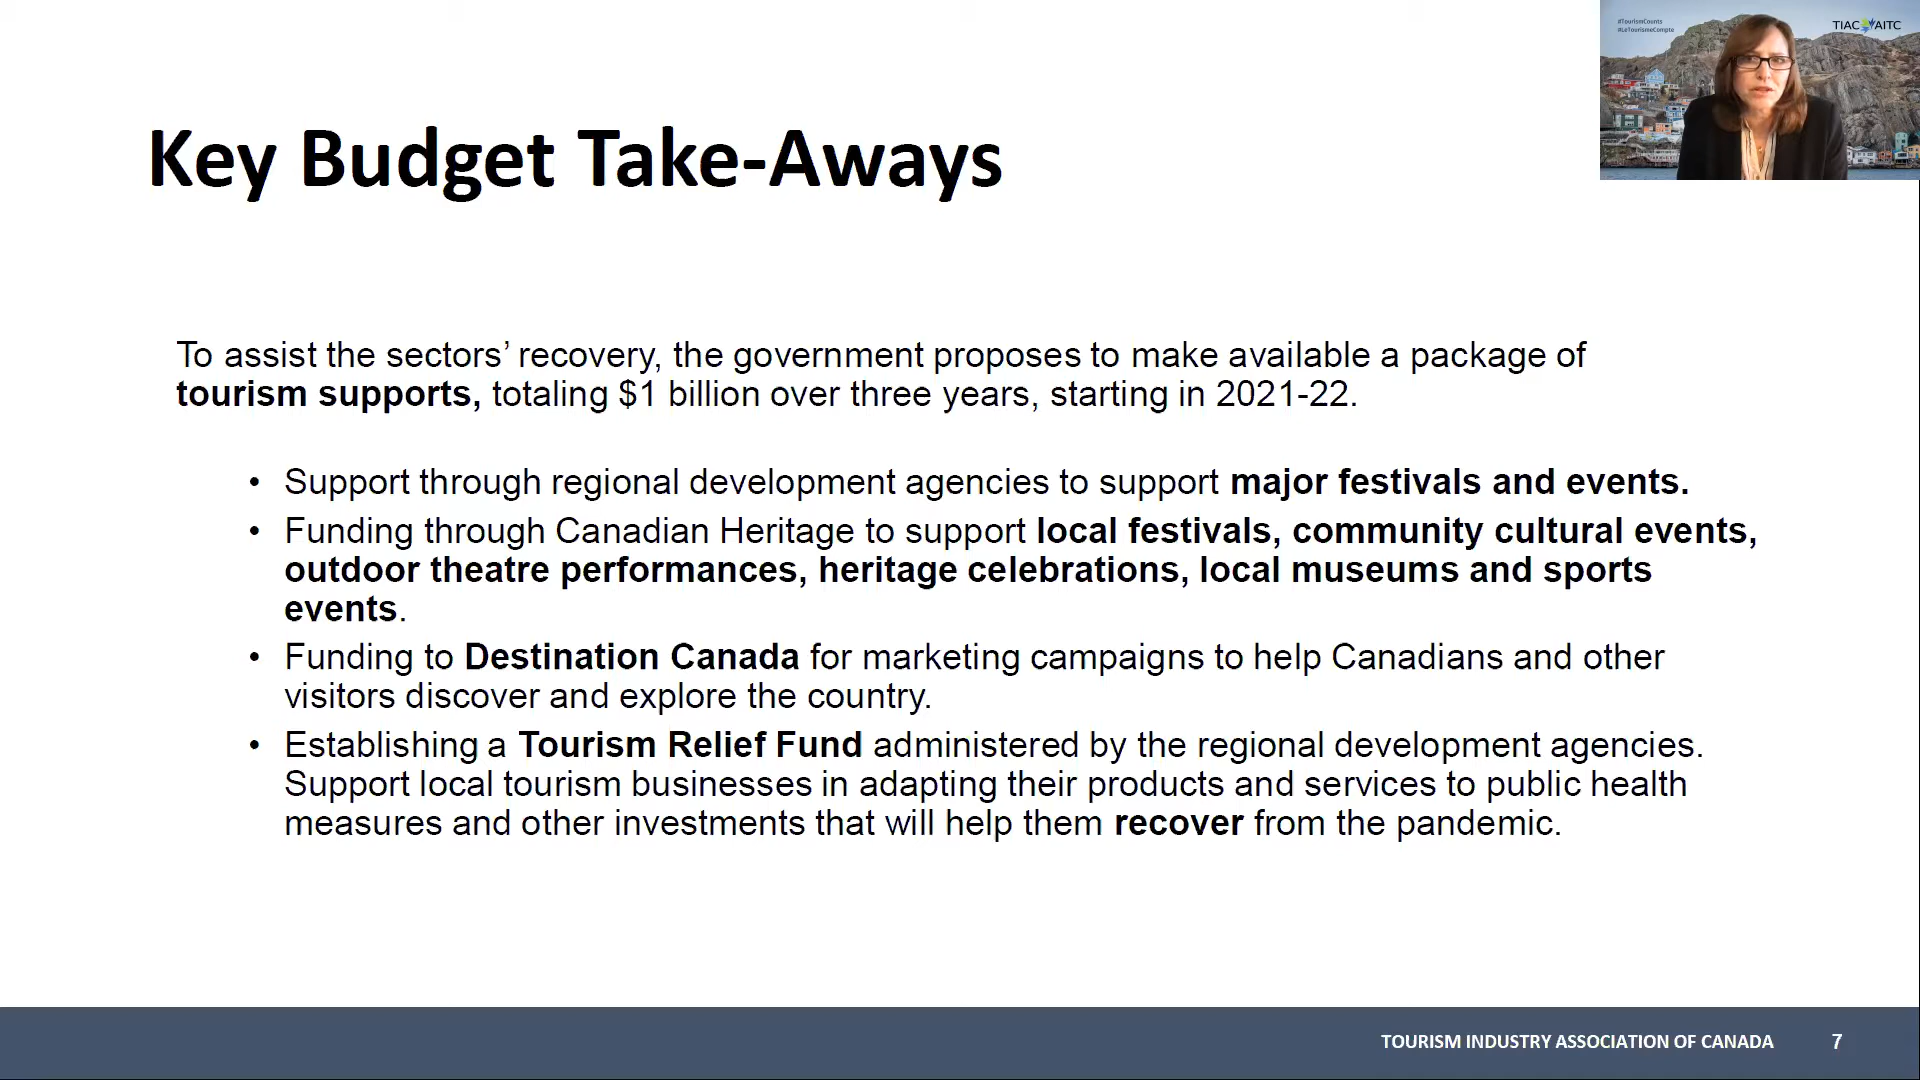 #TourismCounts
#LeTourismeCompte
TIAC AITC
Key Budget Take-Aways
To assist the sectors’ recovery, the government proposes to make available a package of
tourism supports, totaling $1 billion over three years, starting in 2021-22.
• Support through regional development agencies to support major festivals and events.
• Funding through Canadian Heritage to support local festivals, community cultural events,
outdoor theatre performances, heritage celebrations, local museums and sports
events.
• Funding to Destination Canada for marketing campaigns to help Canadians and other
visitors discover and explore the country.
• Establishing a Tourism Relief Fund administered by the regional development agencies.
Support local tourism businesses in adapting their products and services to public health
measures and other investments that will help them recover from the pandemic.
TOURISM INDUSTRY ASSOCIATION OF CANADA 7